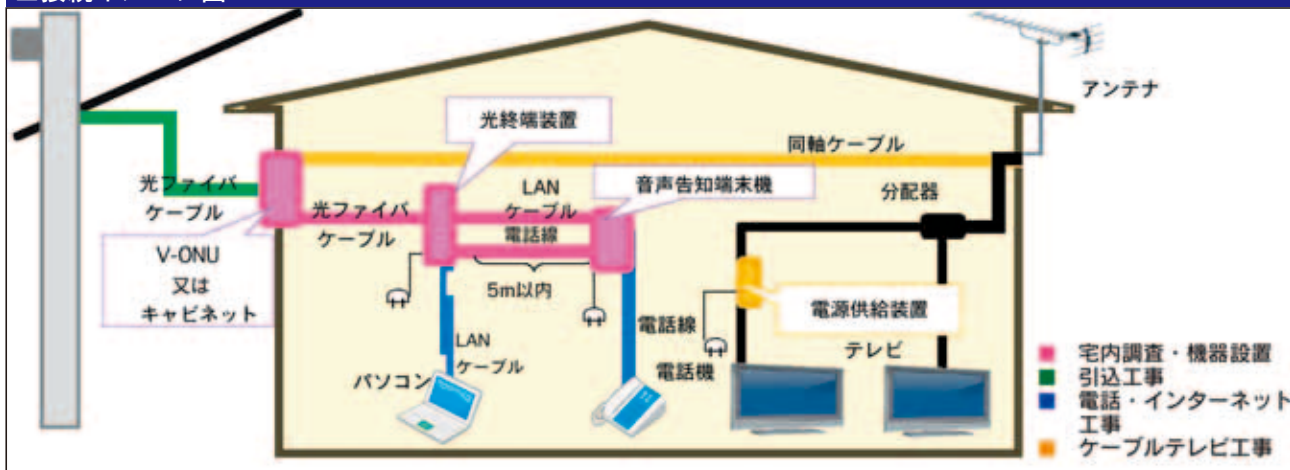 アンテナ
光終端装置
同軸ケーブル
光ファイバ
ケーブル
光ファイバ
ケーブル
LAN
ケーブル
音声告知端末機
分配器
電話線
V-ONU
又は
キャビネット
5m以内
電源供給装置
電話線
LAN
ケーブル
テレビ
パソコン
電話機
宅内調査・機器設置
引込工事
電話・インターネット
工事
ケーブルテレビ工事